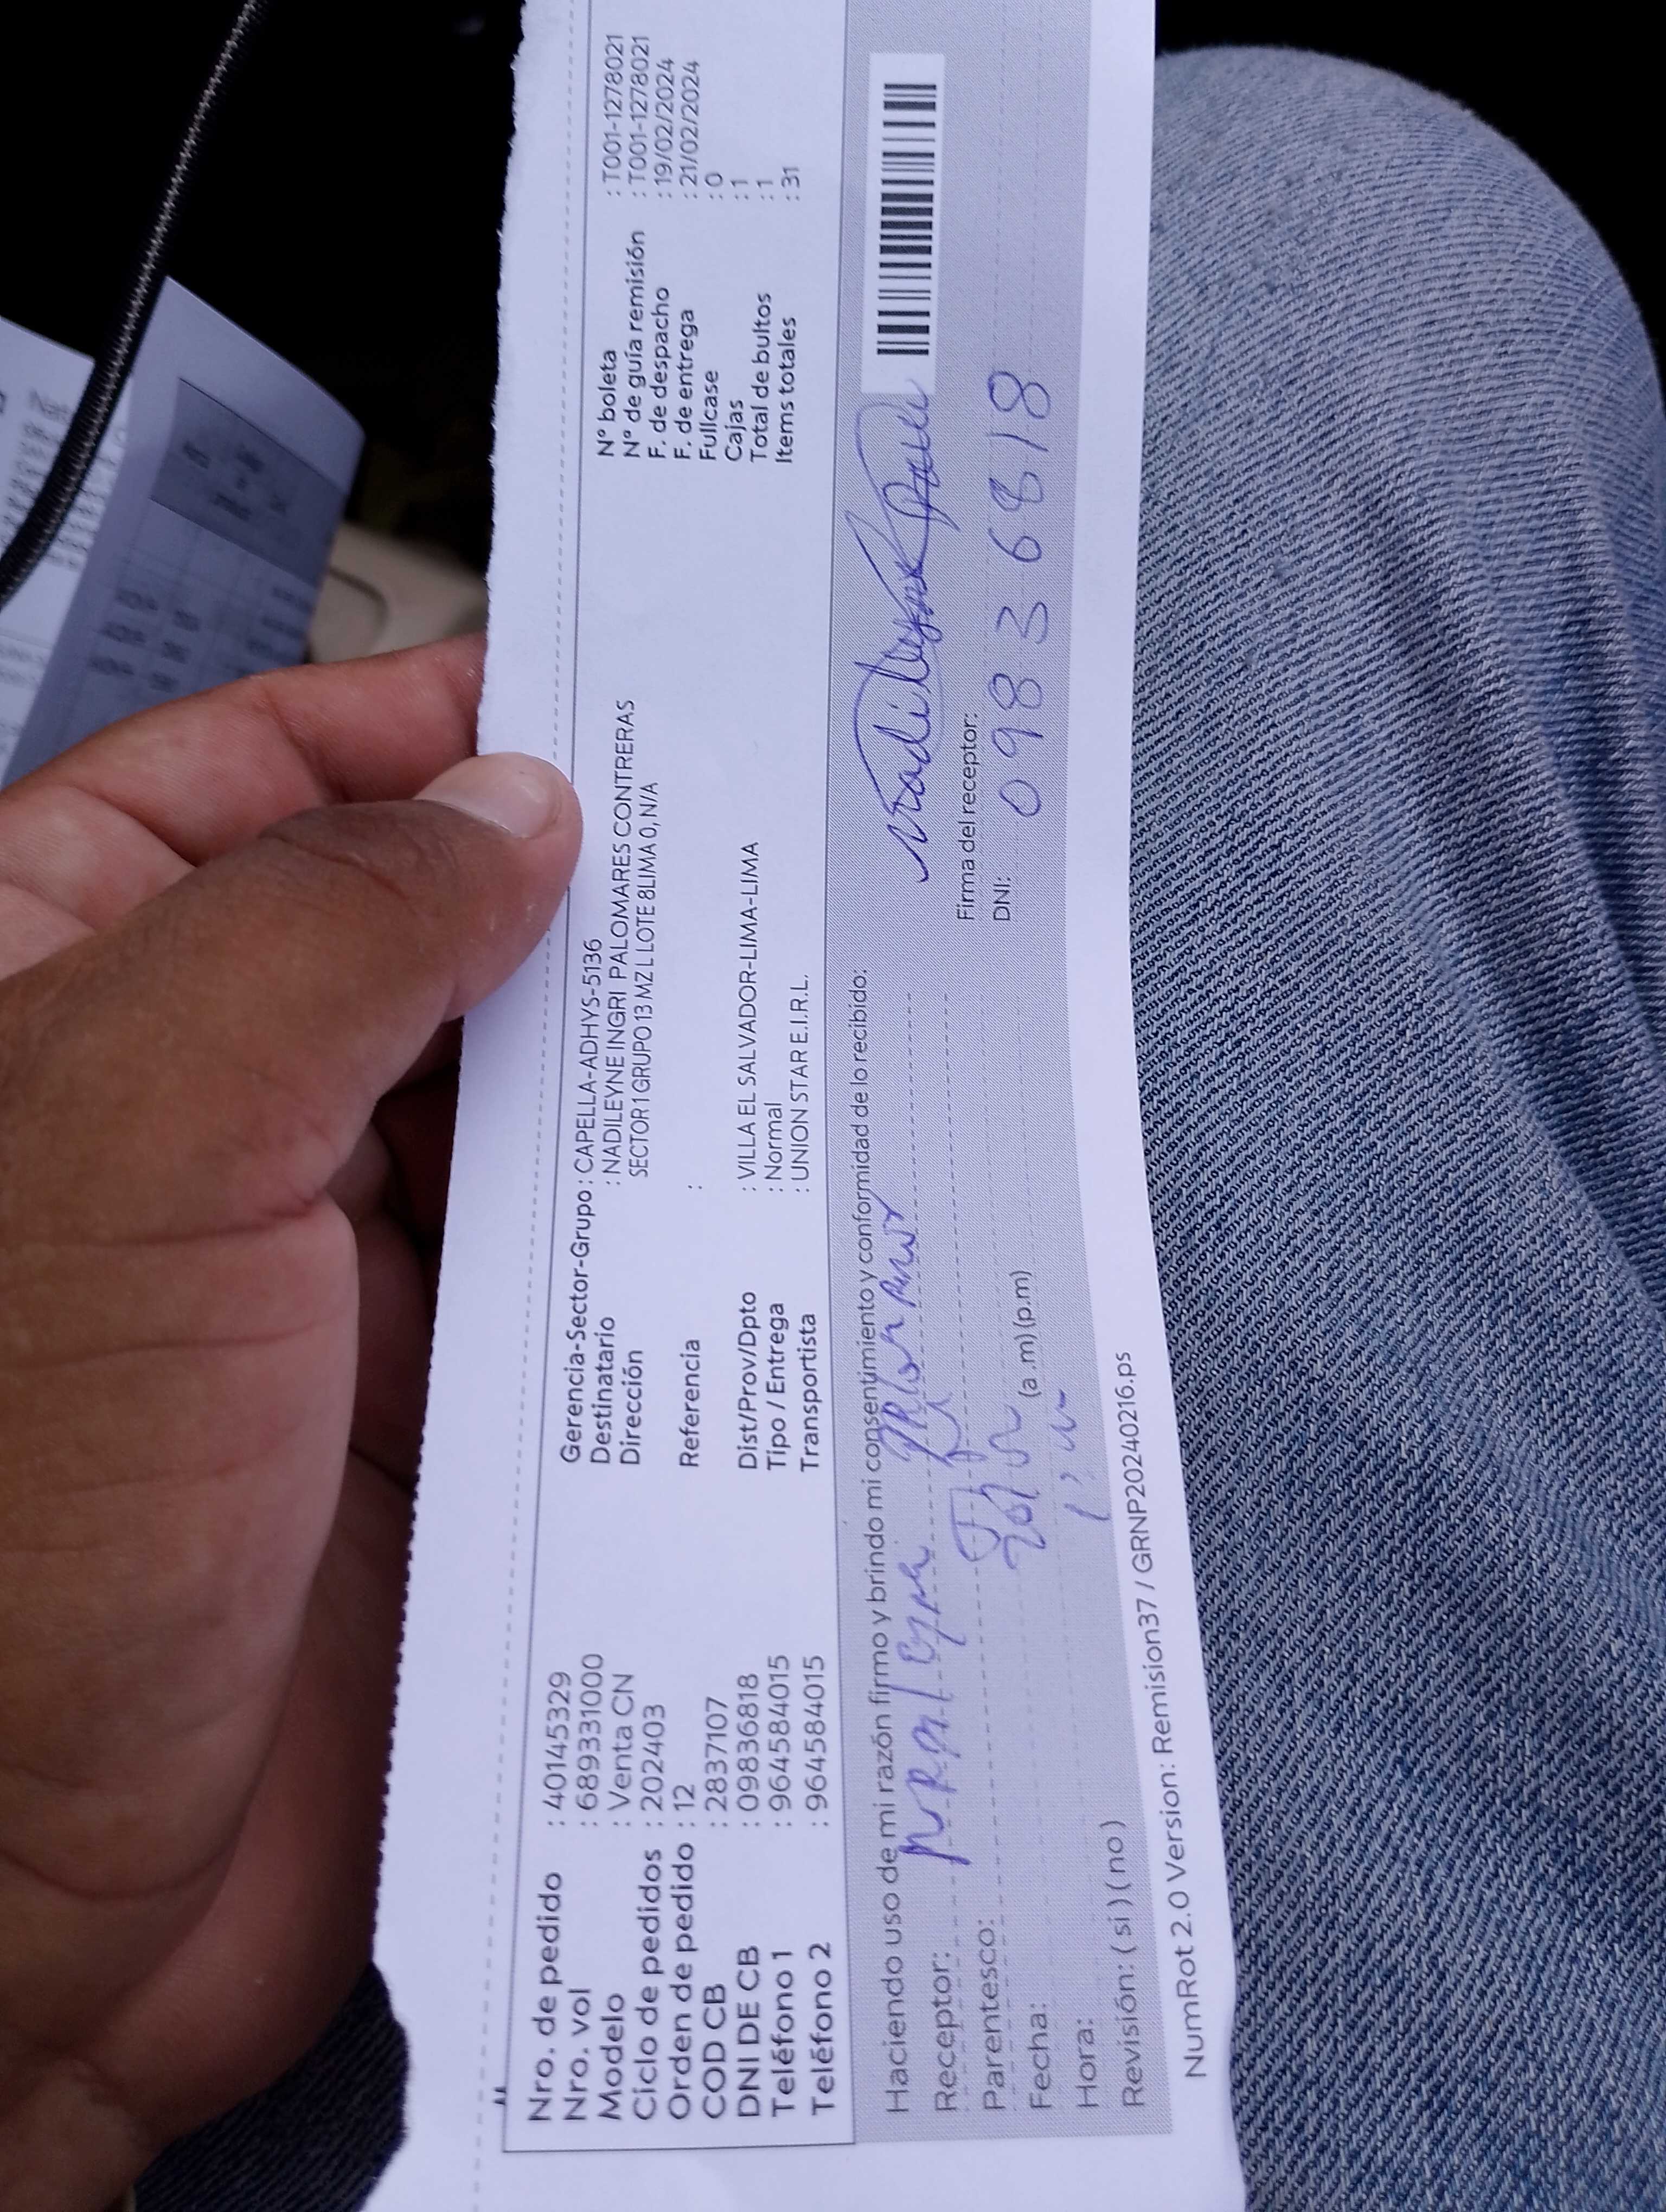 Nro. de pedido : 40145329
Nro. vol : 689331000
Modelo : Venta CN
Ciclo de pedidos : 202403
Orden de pedido : 12
COD CB : 2837107
DNI DE CB : 09836818
Teléfono 1 : 964584015
Teléfono 2 : 964584015
Gerencia-Sector-Grupo : CAPELLA-ADHYS-5136
Destinatario : NADILEYNE INGRI PALOMARES CONTRERAS
Dirección SECTOR 1 GRUPO 13 MZ L LOTE 8LIMA 0, N/A
Referencia :
Dist/Prov/Dpto : VILLA EL SALVADOR-LIMA-LIMA
Tipo / Entrega : Normal
Transportista : UNION STAR E.I.R.L.
N° boleta : T001-1278021
N° de guía remisión : T001-1278021
F. de despacho : 19/02/2024
F. de entrega : 21/02/2024
Fullcase : 0
Cajas : 1
Total de bultos : 1
Items totales : 31
Haciendo uso de mi razón firmo y brindo mi consentimiento y conformidad de lo recibido:
Receptor:
Parentesco:
Fecha:
Hora: (a .m) (p.m)
Revisión: ( si ) ( no )
Firma del receptor:
DNI: 09836818
NumRot 2.0 Version: Remision37 / GRNP20240216.ps